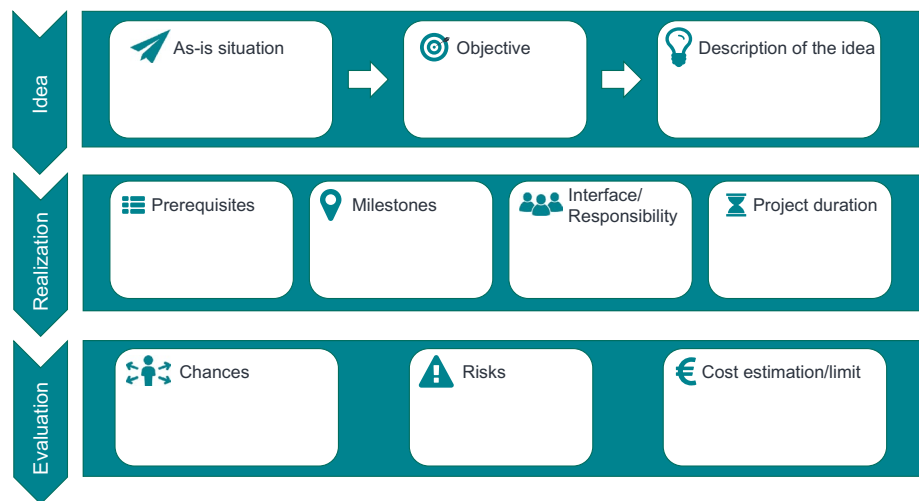 Idea
As-is situation
Objective
Description of the idea
Realization
Prerequisites
Milestones
Interface/
Responsibility
Project duration
Evaluation
Chances
Risks
€ Cost estimation/limit